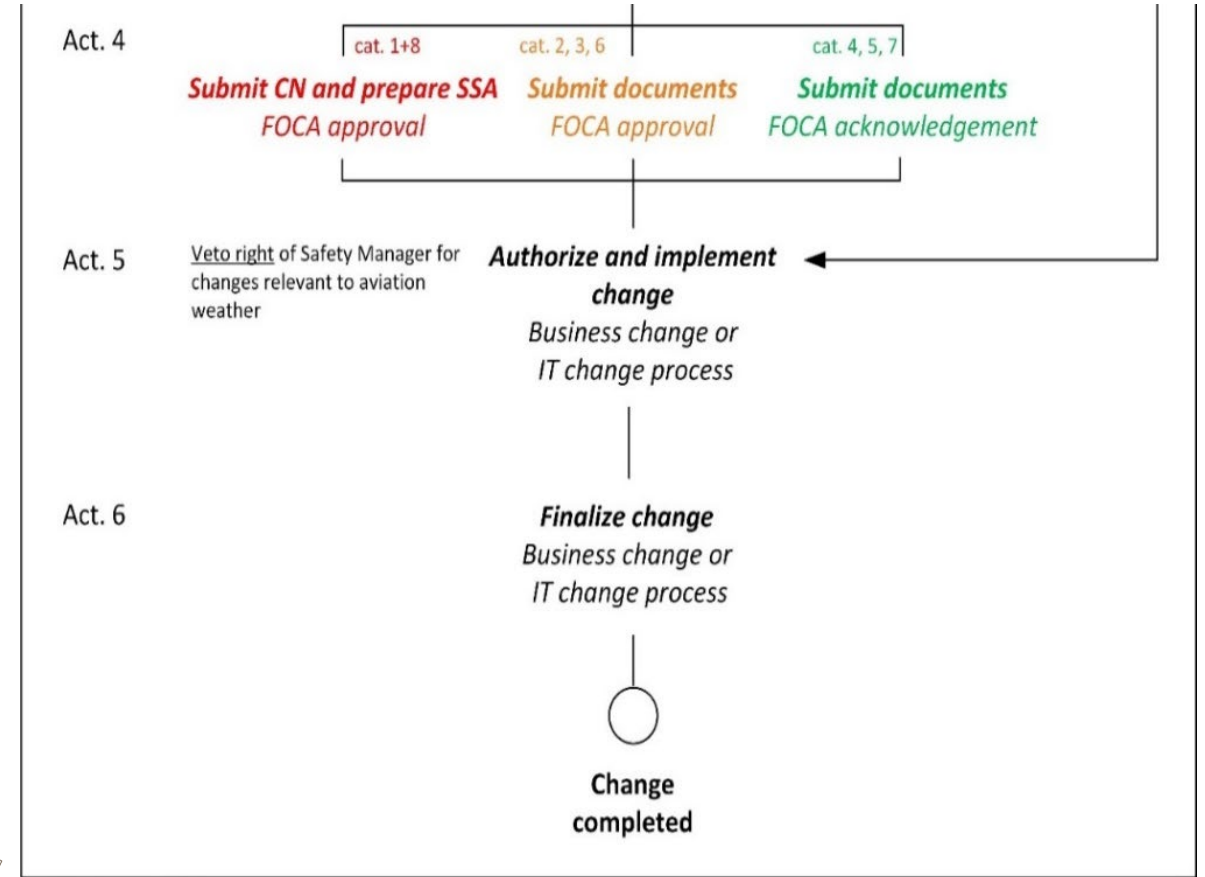 Act. 4
cat. 1+8
cat. 2, 3, 6
cat. 4, 5, 7
Submit CN and prepare SSA
FOCA approval
Submit documents
FOCA approval
Submit documents
FOCA acknowledgement
Act. 5
Veto right of Safety Manager for
changes relevant to aviation
weather
Authorize and implement
change
Business change or
IT change process
Act. 6
Finalize change
Business change or
IT change process
Change
completed